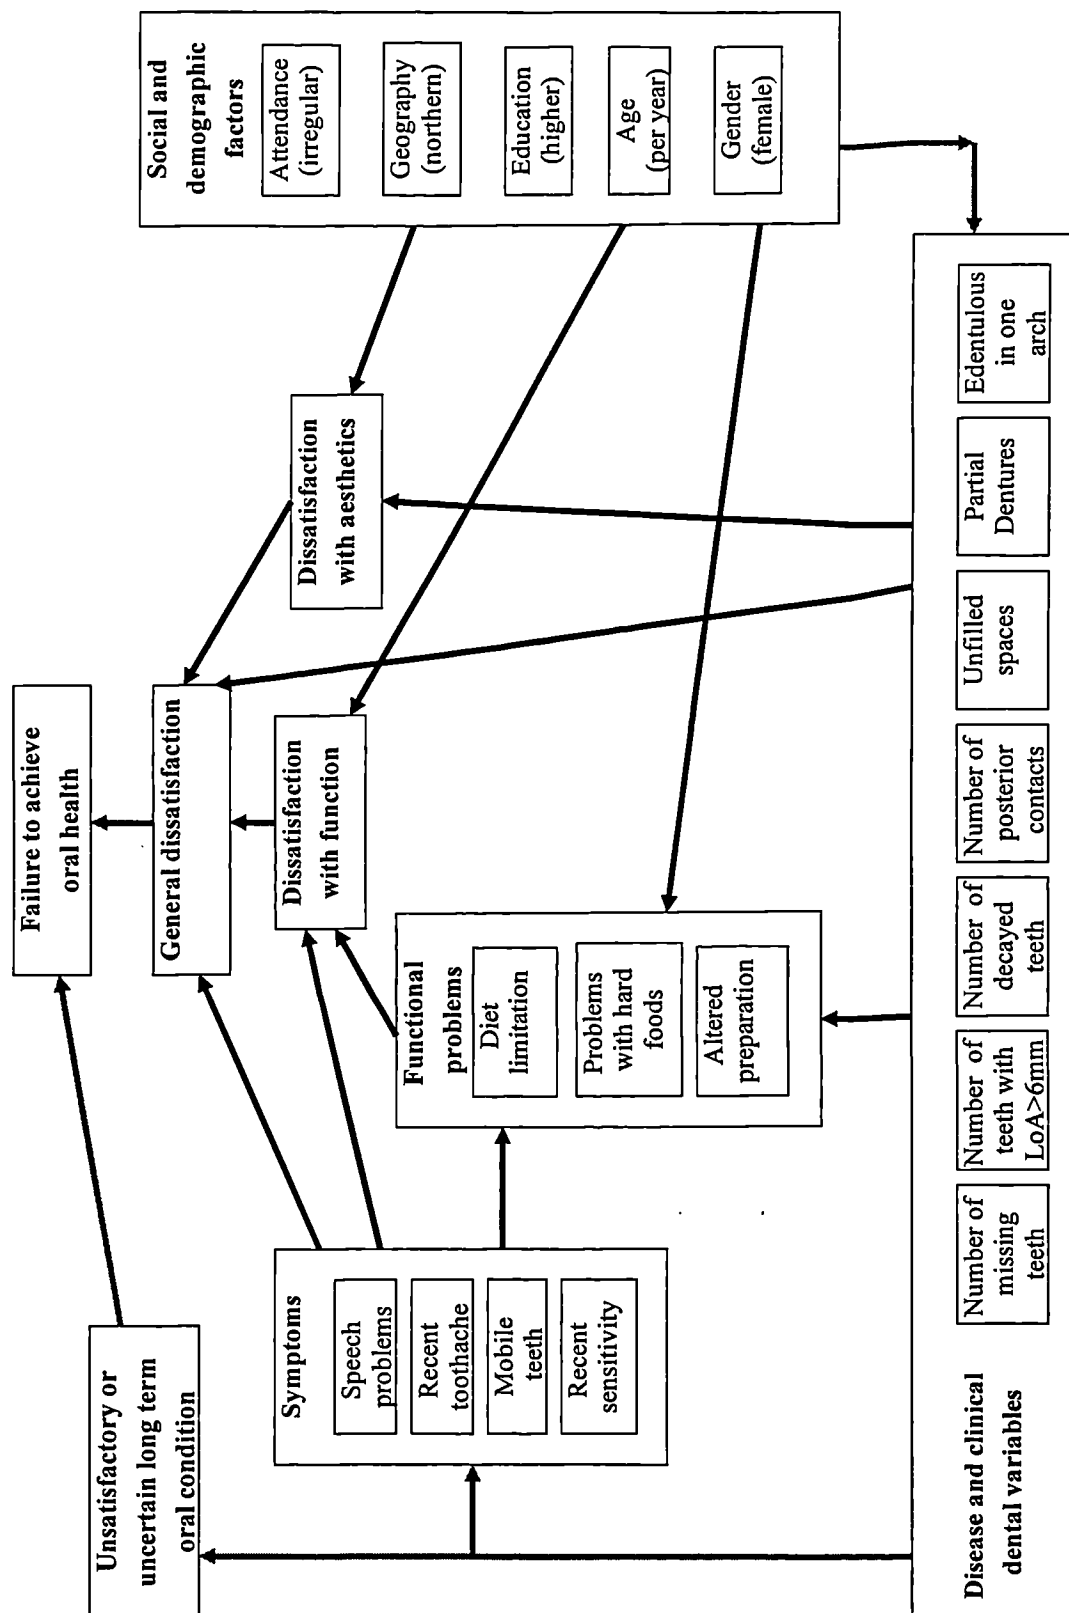 Failure to achieve
oral health
Unsatisfactory or
uncertain long term
oral condition
General dissatisfaction
Dissatisfaction
with function
Dissatisfaction
with aesthetics
Social and
demographic
factors
Attendance
(irregular)
Geography
(northern)
Education
(higher)
Age
(per year)
Gender
(female)
Symptoms
Speech
problems
Recent
toothache
Mobile
teeth
Recent
sensitivity
Functional
problems
Diet
limitation
Problems
with hard
foods
Altered
preparation
Disease and clinical
dental variables
Number of
missing
teeth
Number of
teeth with
LoA>6mm
Number of
decayed
teeth
Number of
posterior
contacts
Unfilled
spaces
Partial
Dentures
Edentulous
in one
arch